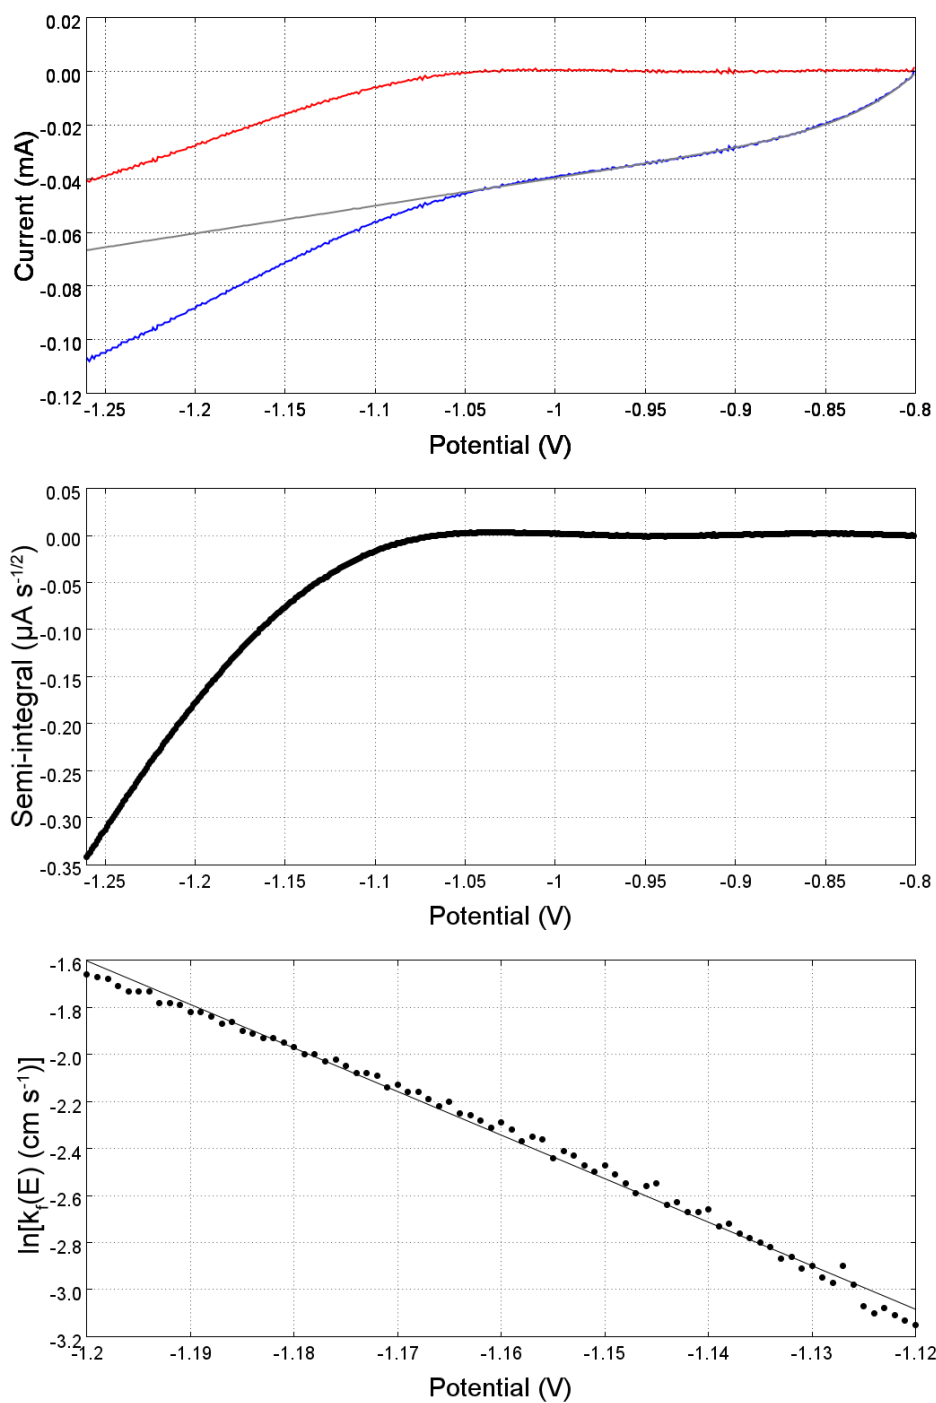 0.02
0.00
-0.02
-0.04
-0.06
-0.08
-0.10
-0.12
Current (mA)
-1.25 -1.2 -1.15 -1.1 -1.05 -1 -0.95 -0.9 -0.85 -0.8
Potential (V)
0.05
0.00
-0.05
-0.10
-0.15
-0.20
-0.25
-0.30
-0.35
Semi-integral (µA s-1/2)
-1.25 -1.2 -1.15 -1.1 -1.05 -1 -0.95 -0.9 -0.85 -0.8
Potential (V)
-1.6
-1.8
-2.0
-2.2
-2.4
-2.6
-2.8
-3.0
-3.2
ln[kf(E) (cm s-1)]
-1.2 -1.19 -1.18 -1.17 -1.16 -1.15 -1.14 -1.13 -1.12
Potential (V)